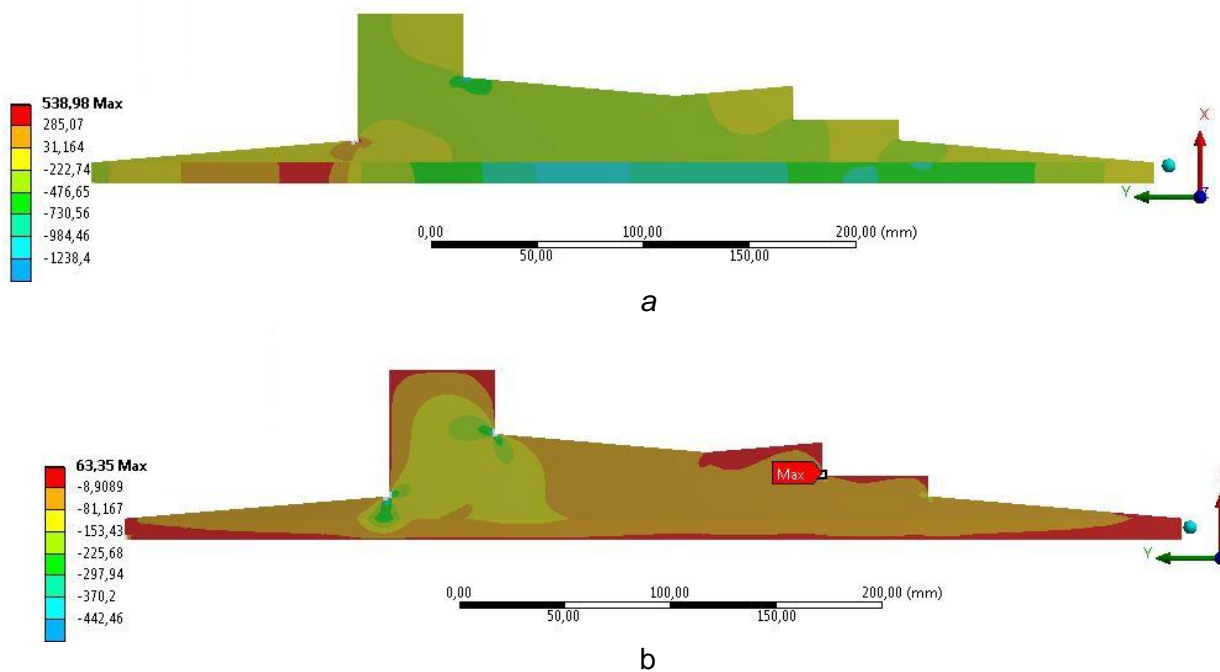 538,98 Max
285,07
31,164
-222,74
-476,65
-730,56
-984,46
-1238,4
X
Y
Z
0,00 100,00 200,00 (mm)
50,00 150,00
a
63,35 Max
-8,9089
-81,167
-153,43
-225,68
-297,94
-370,2
-442,46
Max
Y
0,00 100,00 200,00 (mm)
50,00 150,00
b